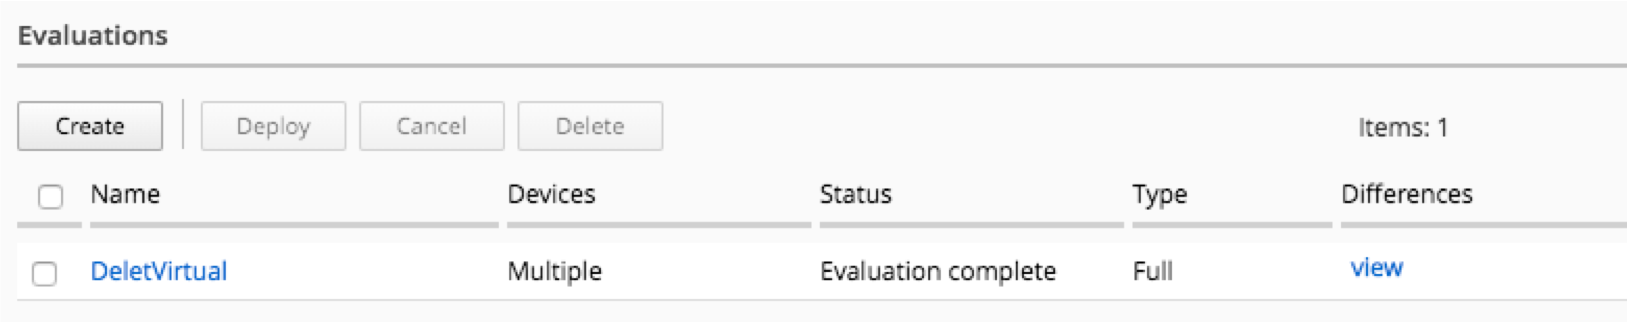 Evaluations
Create Deploy Cancel Delete Items: 1
Name Devices Status Type Differences
DeletVirtual Multiple Evaluation complete Full view